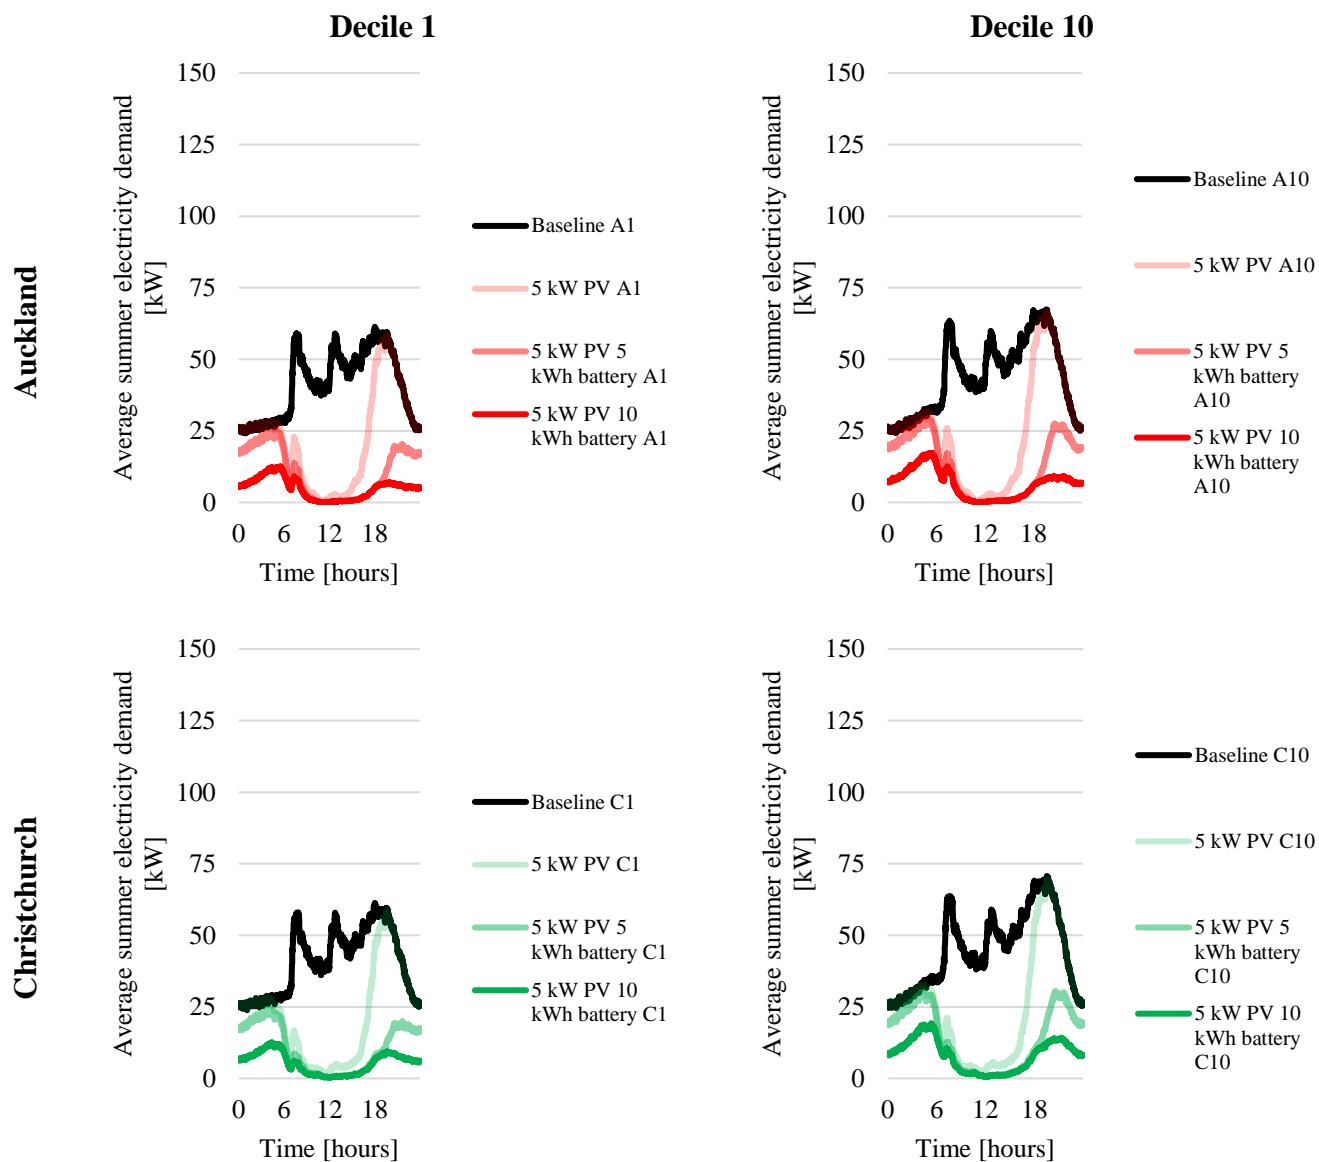 Decile 1
Decile 10
Auckland
Average summer electricity demand
[kW]
150
125
100
75
50
25
0
0 6 12 18
Time [hours]
Baseline A1
5 kW PV A1
5 kW PV 5
kWh battery A1
5 kW PV 10
kWh battery A1
Average summer electricity demand
[kW]
150
125
100
75
50
25
0
0 6 12 18
Time [hours]
Baseline A10
5 kW PV A10
5 kW PV 5
kWh battery
A10
5 kW PV 10
kWh battery
A10
Christchurch
Average summer electricity demand
[kW]
150
125
100
75
50
25
0
0 6 12 18
Time [hours]
Baseline C1
5 kW PV C1
5 kW PV 5
kWh battery C1
5 kW PV 10
kWh battery C1
Average summer electricity demand
[kW]
150
125
100
75
50
25
0
0 6 12 18
Time [hours]
Baseline C10
5 kW PV C10
5 kW PV 5
kWh battery
C10
5 kW PV 10
kWh battery
C10